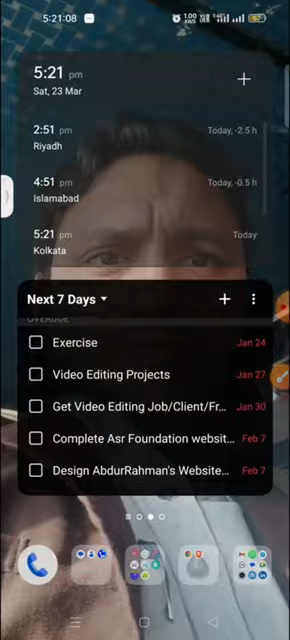 5:21:08
1.00 KB/S
57
5:21 pm
Sat, 23 Mar
2:51 pm
Today, -2.5 h
Riyadh
4:51 pm
Today, -0.5 h
Islamabad
5:21 pm
Today
Kolkata
Next 7 Days
OVERDUE
Exercise
Jan 24
Video Editing Projects
Jan 27
Get Video Editing Job/Client/Fr...
Jan 30
Complete Asr Foundation websit...
Feb 7
Design AbdurRahman's Website...
Feb 7